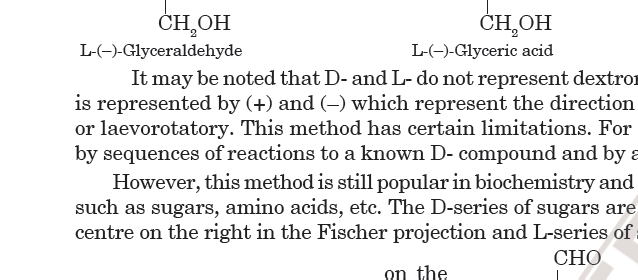 CH₂OH CH₂OH
L-(–)-Glyceraldehyde L-(–)-Glyceric acid
It may be noted that D- and L- do not represent dextror
is represented by (+) and (–) which represent the direction
or laevorotatory. This method has certain limitations. For
by sequences of reactions to a known D- compound and by a
However, this method is still popular in biochemistry and
such as sugars, amino acids, etc. The D-series of sugars are
centre on the right in the Fischer projection and L-series of
CHO
on the